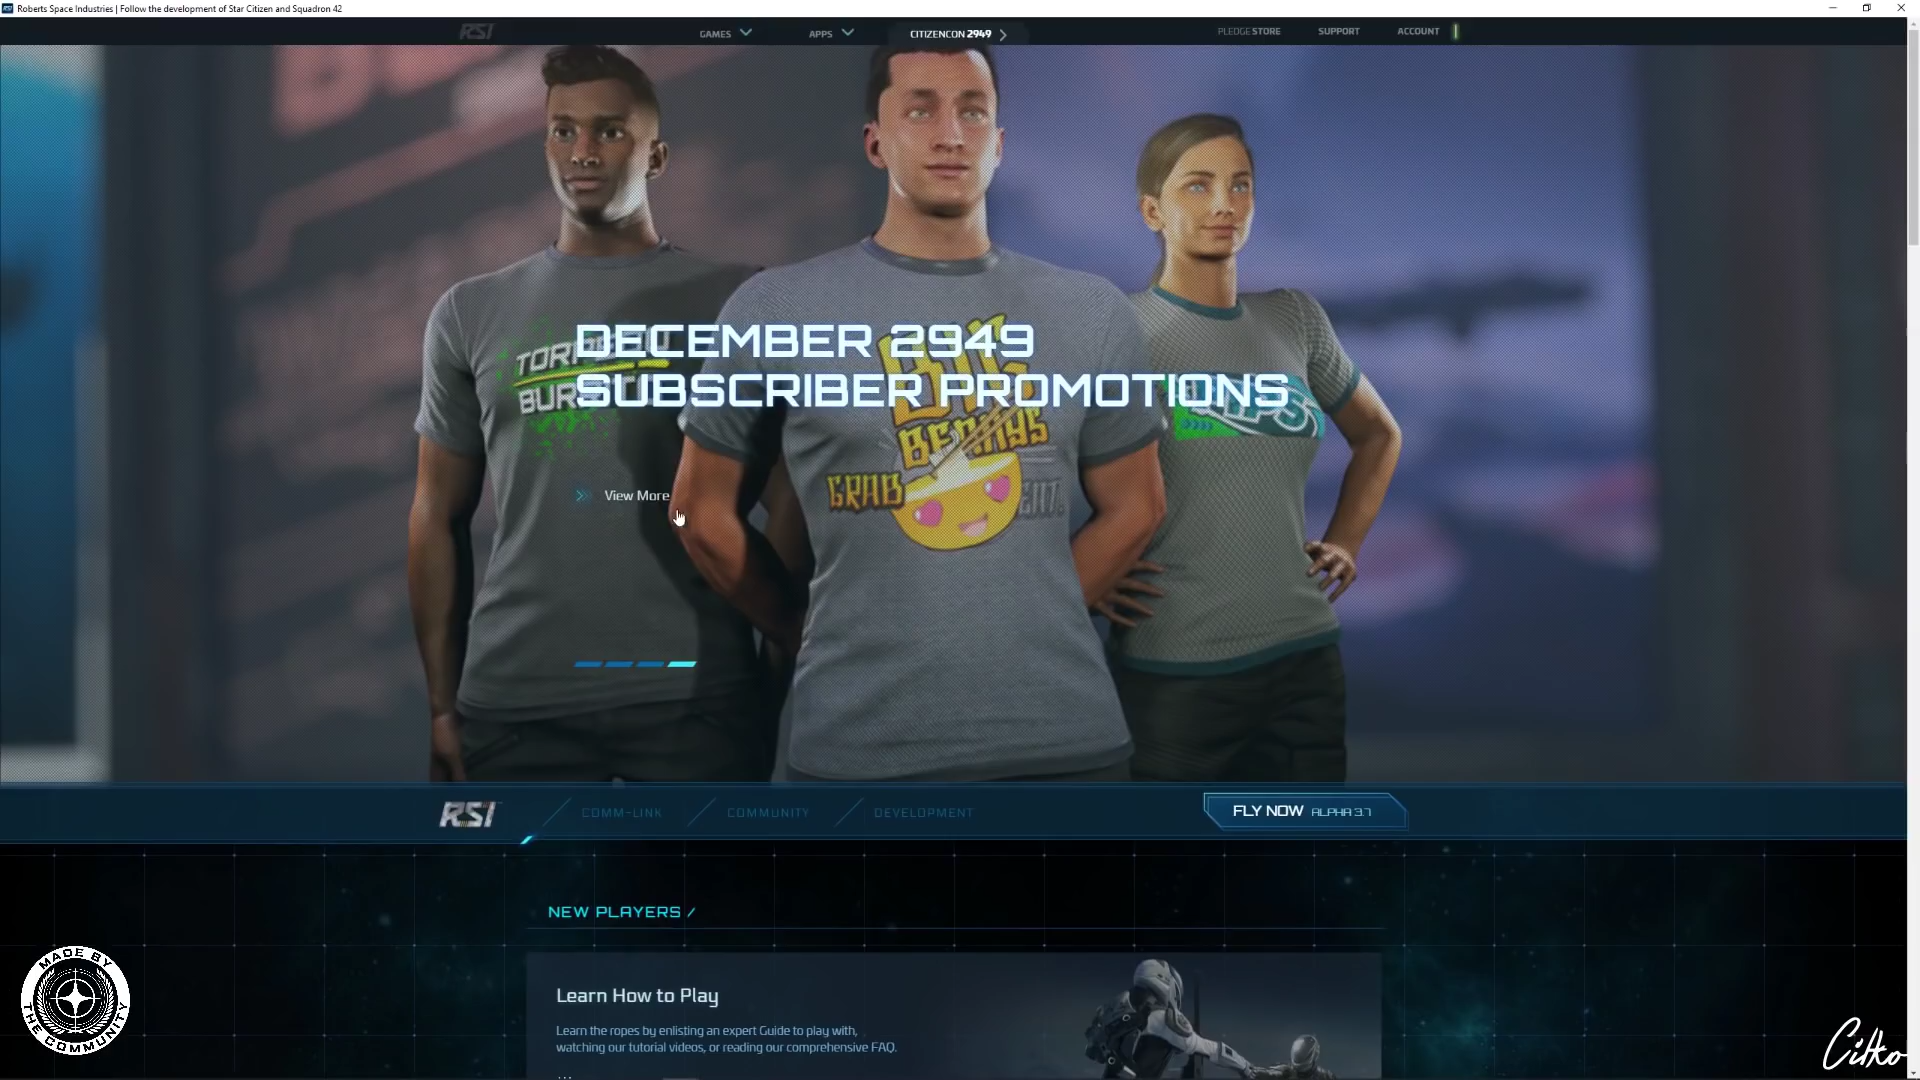 Roberts Space Industries | Follow the development of Star Citizen and Squadron 42
RSI
GAMES
APPS
CITIZENCON 2949
PLEDGE STORE
SUPPORT
ACCOUNT
DECEMBER 2949
SUBSCRIBER PROMOTIONS
BERNYS
GRAB
View More
RSI
COMM-LINK
COMMUNITY
DEVELOPMENT
FLY NOW ALPHA 3.7
NEW PLAYERS /
Learn How to Play
Learn the ropes by enlisting an expert Guide to play with,
watching our tutorial videos, or reading our comprehensive FAQ.
...
MADE BY
THE COMMUNITY